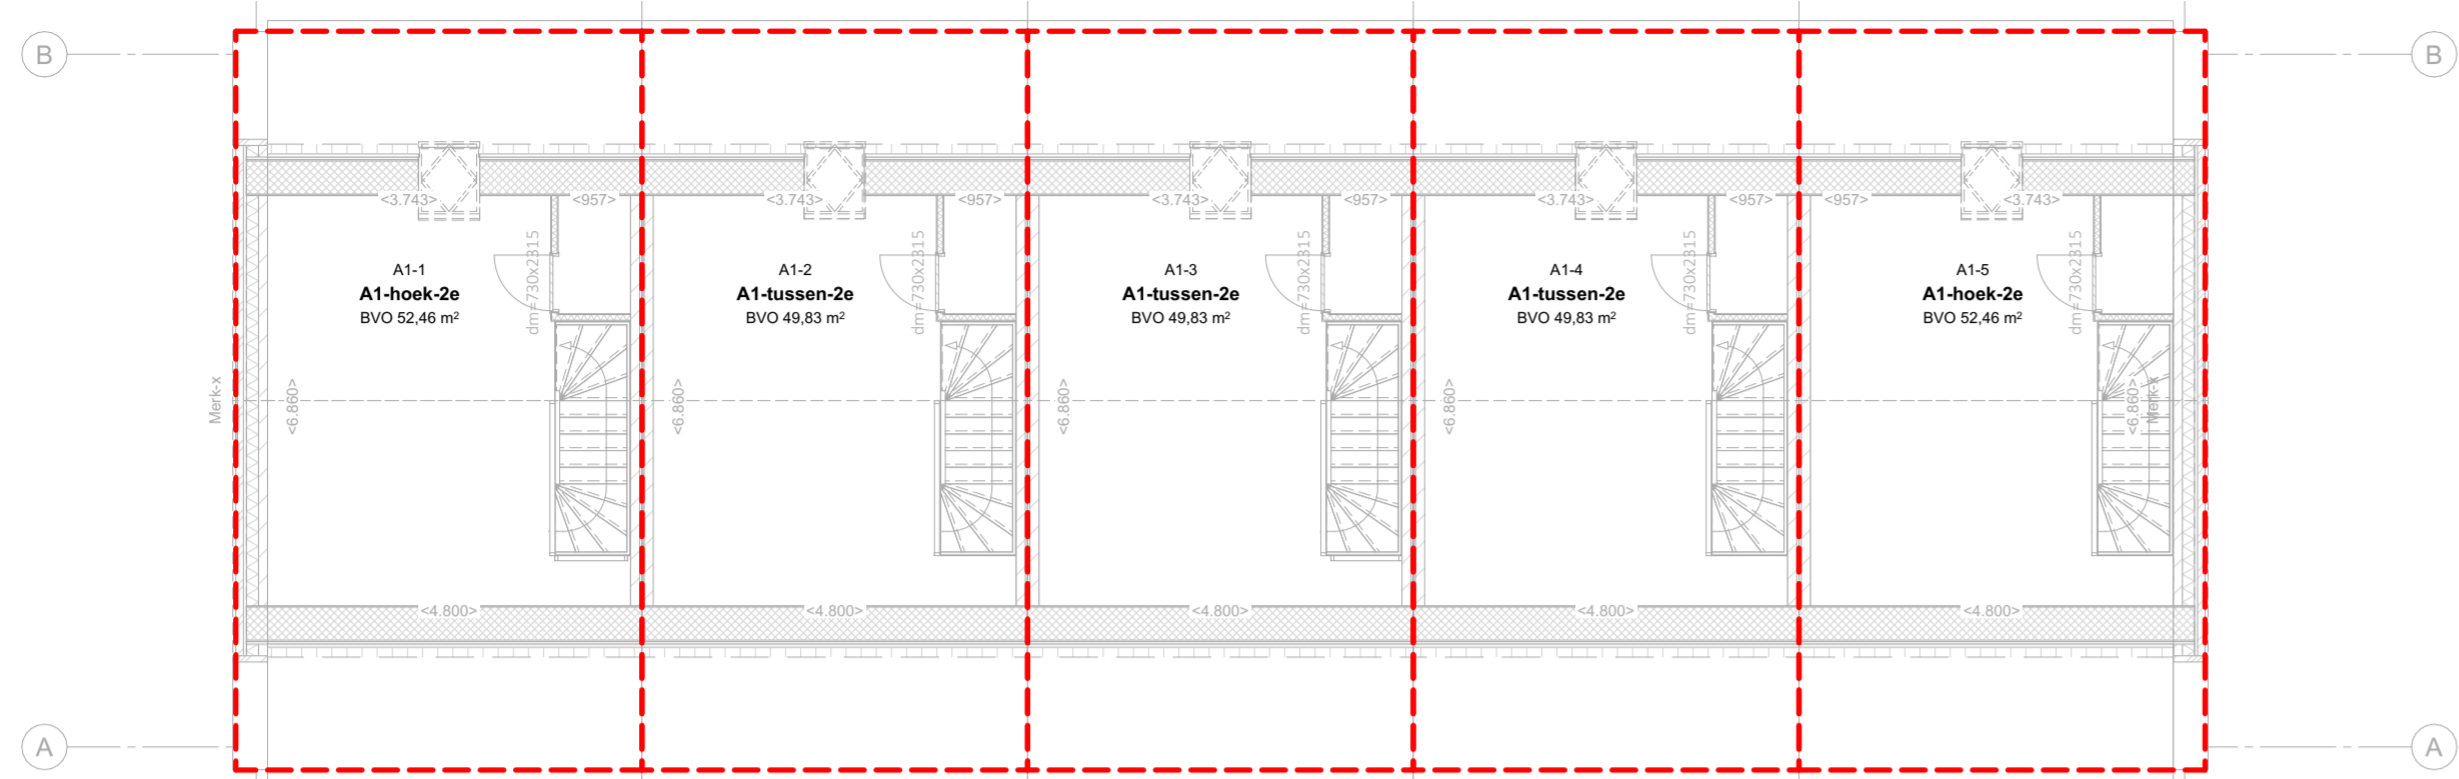 B
B
<3.743>
<957>
<3.743>
<957>
<3.743>
<957>
<3.743>
<957>
<957>
<3.743>
dm=730x2315
dm=730x2315
dm=730x2315
dm=730x2315
dm=730x2315
A1-1
A1-hoek-2e
BVO 52,46 m²
A1-2
A1-tussen-2e
BVO 49,83 m²
A1-3
A1-tussen-2e
BVO 49,83 m²
A1-4
A1-tussen-2e
BVO 49,83 m²
A1-5
A1-hoek-2e
BVO 52,46 m²
Merk-x
<6.860>
<6.860>
<6.860>
<6.860>
<6.860>
Merk-x
<4.800>
<4.800>
<4.800>
<4.800>
<4.800>
A
A